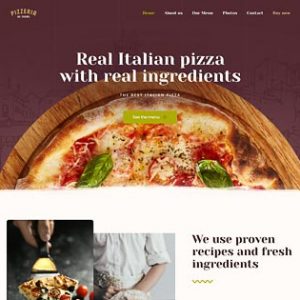 PIZZERIA
Home About us Our Menu Photos Contact Buy now
Real Italian pizza
with real ingredients
THE BEST ITALIAN PIZZA
See the menu
We use proven
recipes and fresh
ingredients